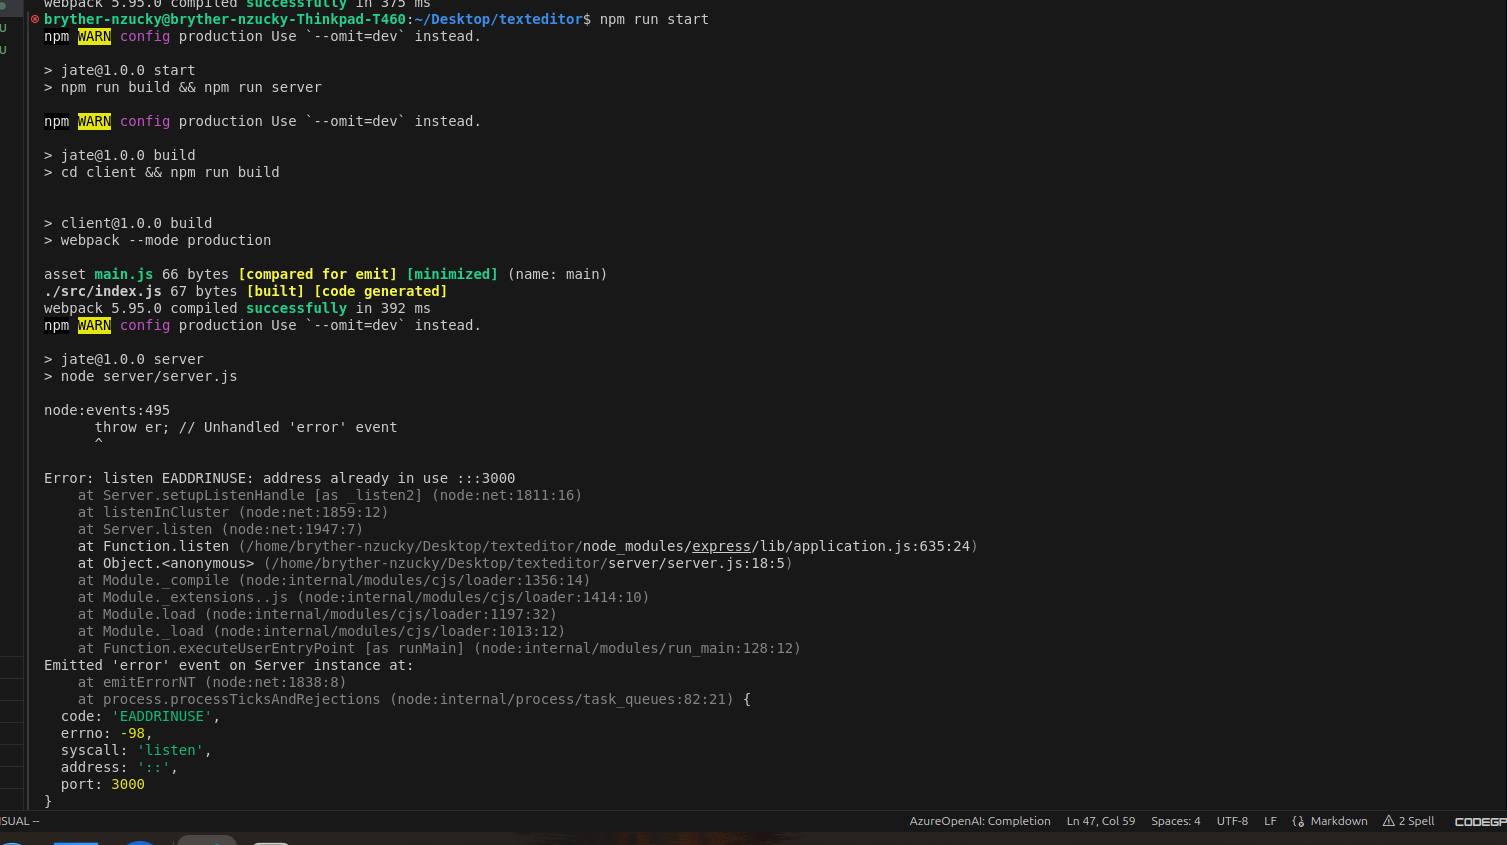 webpack 5.95.0 compiled successfully in 375 ms
bryther-nzucky@bryther-nzucky-Thinkpad-T460:~/Desktop/texteditor$ npm run start
npm WARN config production Use `--omit=dev` instead.
> jate@1.0.0 start
> npm run build && npm run server
npm WARN config production Use `--omit=dev` instead.
> jate@1.0.0 build
> cd client && npm run build
> client@1.0.0 build
> webpack --mode production
asset main.js 66 bytes [compared for emit] [minimized] (name: main)
./src/index.js 67 bytes [built] [code generated]
webpack 5.95.0 compiled successfully in 392 ms
npm WARN config production Use `--omit=dev` instead.
> jate@1.0.0 server
> node server/server.js
node:events:495
      throw er; // Unhandled 'error' event
      ^
Error: listen EADDRINUSE: address already in use :::3000
    at Server.setupListenHandle [as _listen2] (node:net:1811:16)
    at listenInCluster (node:net:1859:12)
    at Server.listen (node:net:1947:7)
    at Function.listen (/home/bryther-nzucky/Desktop/texteditor/node_modules/express/lib/application.js:635:24)
    at Object.<anonymous> (/home/bryther-nzucky/Desktop/texteditor/server/server.js:18:5)
    at Module._compile (node:internal/modules/cjs/loader:1356:14)
    at Module._extensions..js (node:internal/modules/cjs/loader:1414:10)
    at Module.load (node:internal/modules/cjs/loader:1197:32)
    at Module._load (node:internal/modules/cjs/loader:1013:12)
    at Function.executeUserEntryPoint [as runMain] (node:internal/modules/run_main:128:12)
Emitted 'error' event on Server instance at:
    at emitErrorNT (node:net:1838:8)
    at process.processTicksAndRejections (node:internal/process/task_queues:82:21) {
  code: 'EADDRINUSE',
  errno: -98,
  syscall: 'listen',
  address: '::',
  port: 3000
}
U
U
SUAL -- AzureOpenAI: Completion Ln 47, Col 59 Spaces: 4 UTF-8 LF Markdown 2 Spell CODEGP